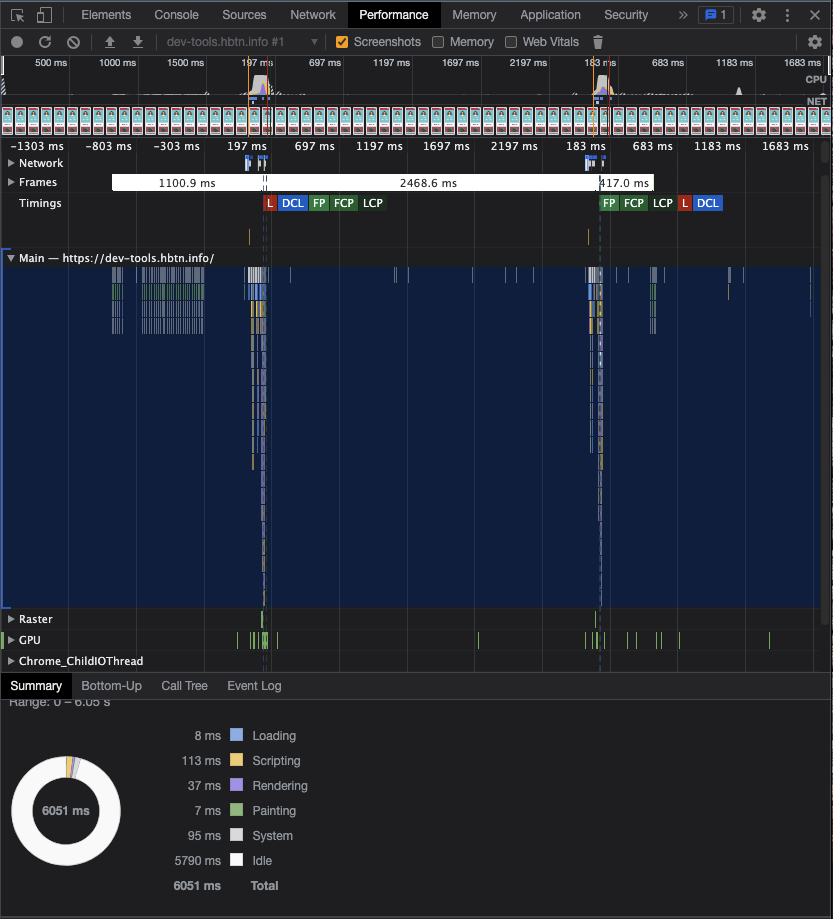 Elements Console Sources Network Performance Memory Application Security » 1
dev-tools.hbtn.info #1 Screenshots Memory Web Vitals
500 ms 1000 ms 1500 ms 197 ms 697 ms 1197 ms 1697 ms 2197 ms 183 ms 683 ms 1183 ms 1683 ms
CPU
NET
-1303 ms -803 ms -303 ms 197 ms 697 ms 1197 ms 1697 ms 2197 ms 183 ms 683 ms 1183 ms 1683 ms
Network
Frames 1100.9 ms 2468.6 ms 417.0 ms
Timings L DCL FP FCP LCP FP FCP LCP L DCL
Main — https://dev-tools.hbtn.info/
Raster
GPU
Chrome_ChildIOThread
Summary Bottom-Up Call Tree Event Log
Range: 0 – 6.05 s
8 ms Loading
113 ms Scripting
37 ms Rendering
6051 ms
7 ms Painting
95 ms System
5790 ms Idle
6051 ms Total